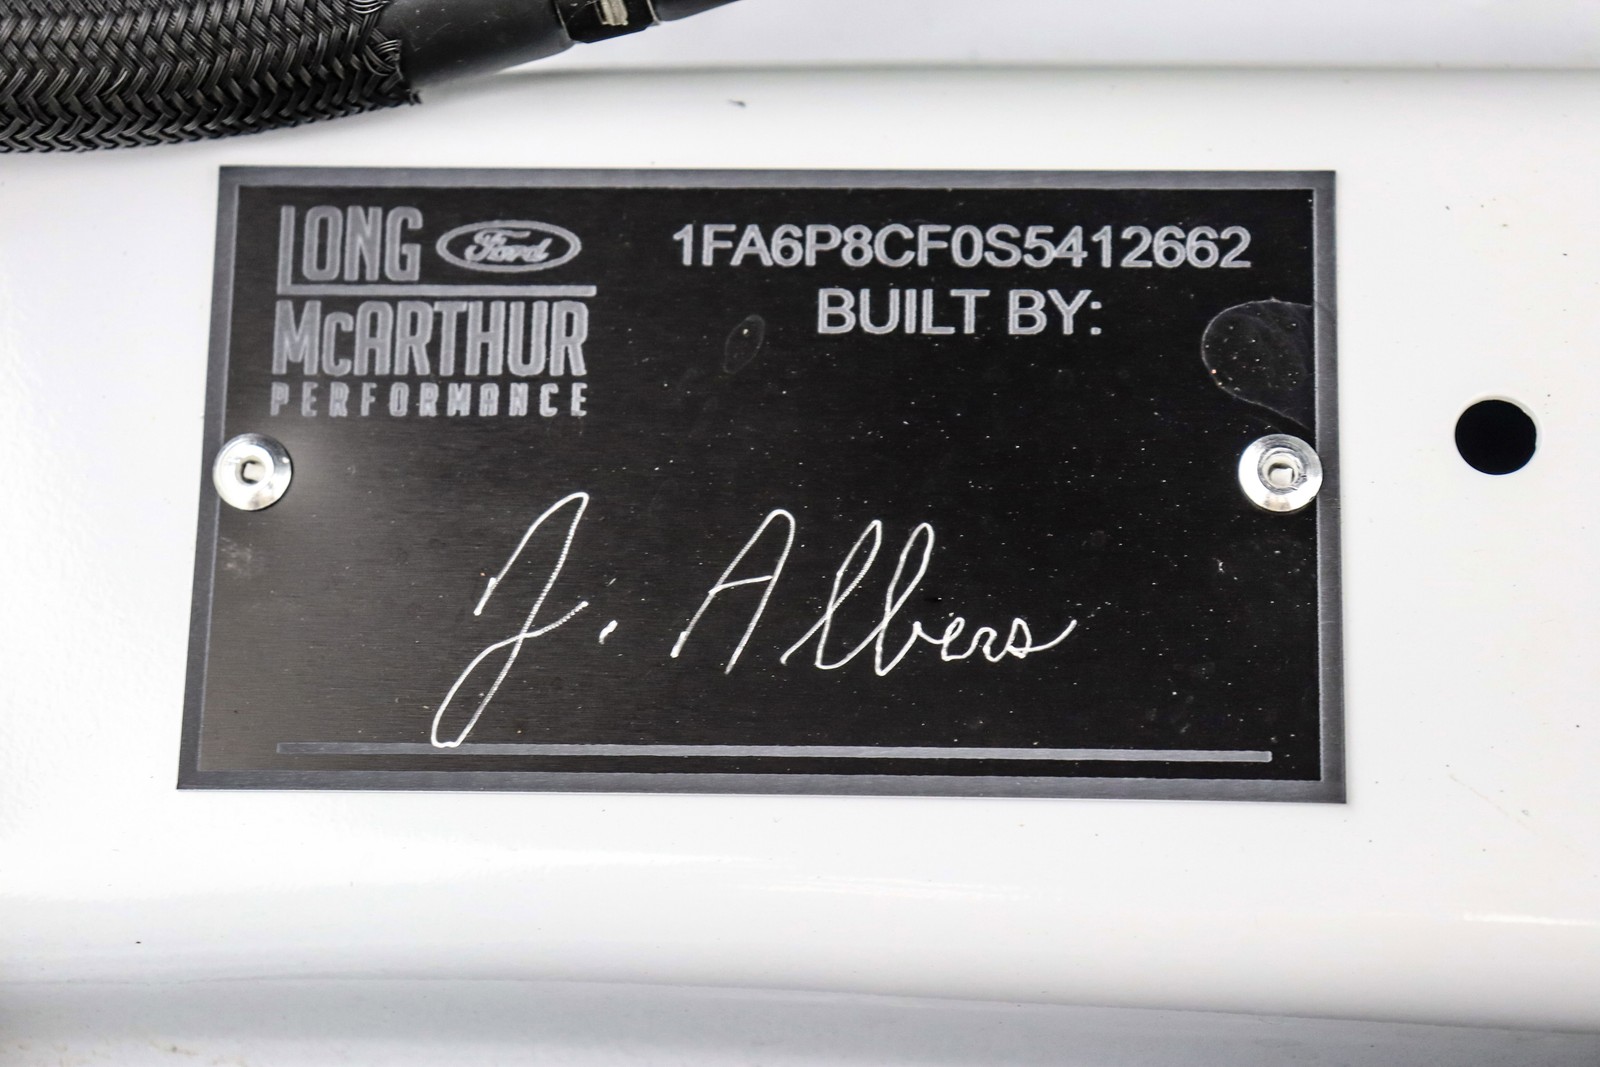 LONG Ford
McARTHUR
PERFORMANCE
1FA6P8CF0S5412662
BUILT BY:
J. Albers